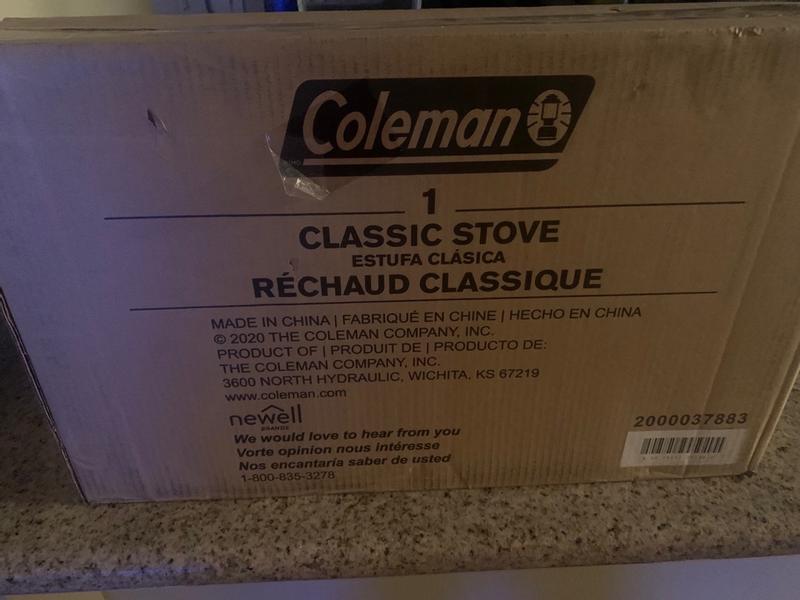 Coleman
1
CLASSIC STOVE
ESTUFA CLÁSICA
RÉCHAUD CLASSIQUE
MADE IN CHINA | FABRIQUÉ EN CHINE | HECHO EN CHINA
© 2020 THE COLEMAN COMPANY, INC.
PRODUCT OF | PRODUIT DE | PRODUCTO DE:
THE COLEMAN COMPANY, INC.
3600 NORTH HYDRAULIC, WICHITA, KS 67219
www.coleman.com
newell
BRANDS
We would love to hear from you
Vorte opinion nous intéresse
Nos encantaría saber de usted
1-800-835-3278
2000037883